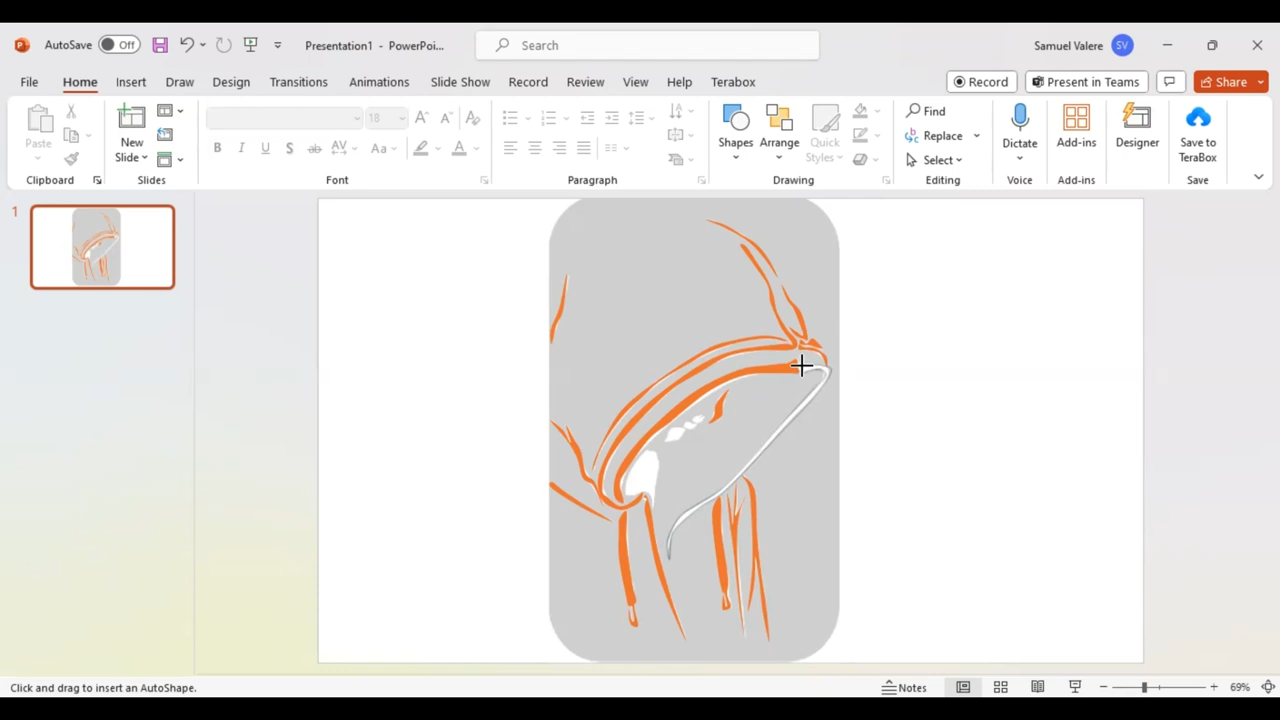 AutoSave Off Presentation1 - PowerPoi... Search Samuel Valere SV
File Home Insert Draw Design Transitions Animations Slide Show Record Review View Help Terabox Record Present in Teams Share
Paste New Slide 18 Aa Shapes Arrange Quick Styles Find Replace Select Dictate Add-ins Designer Save to TeraBox
Clipboard Slides Font Paragraph Drawing Editing Voice Add-ins Save
1
Click and drag to insert an AutoShape. Notes 69%